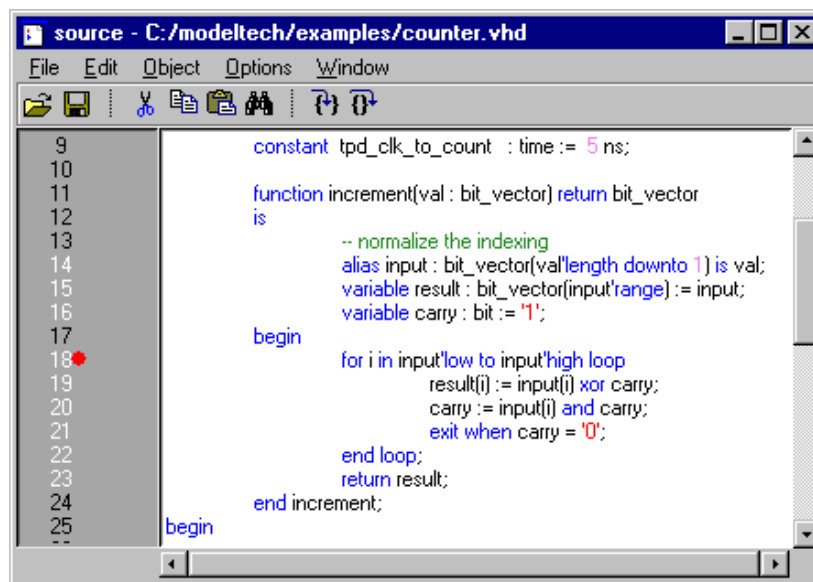 source - C:/modeltech/examples/counter.vhd
File Edit Object Options Window
9 constant tpd_clk_to_count : time := 5 ns;
10
11 function increment(val : bit_vector) return bit_vector
12 is
13 -- normalize the indexing
14 alias input : bit_vector(val'length downto 1) is val;
15 variable result : bit_vector(input'range) := input;
16 variable carry : bit := '1';
17 begin
18 for i in input'low to input'high loop
19 result(i) := input(i) xor carry;
20 carry := input(i) and carry;
21 exit when carry = '0';
22 end loop;
23 return result;
24 end increment;
25 begin